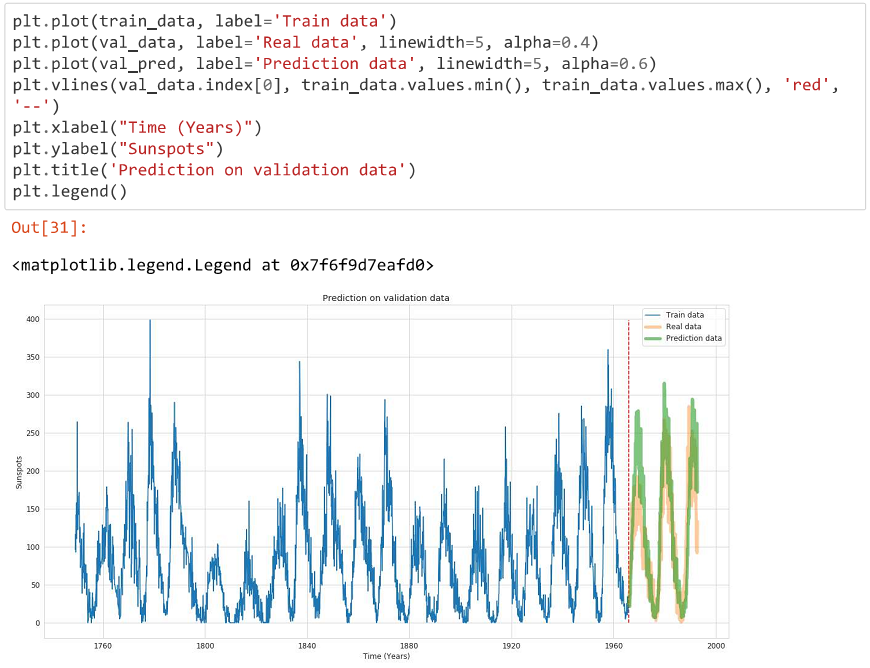 plt.plot(train_data, label='Train data')
plt.plot(val_data, label='Real data', linewidth=5, alpha=0.4)
plt.plot(val_pred, label='Prediction data', linewidth=5, alpha=0.6)
plt.vlines(val_data.index[0], train_data.values.min(), train_data.values.max(), 'red',
'--')
plt.xlabel("Time (Years)")
plt.ylabel("Sunspots")
plt.title('Prediction on validation data')
plt.legend()
Out[31]:
<matplotlib.legend.Legend at 0x7f6f9d7eafd0>
Prediction on validation data
Train data
Real data
Prediction data
400
350
300
250
200
150
100
50
0
Sunspots
1760
1800
1840
1880
1920
1960
2000
Time (Years)